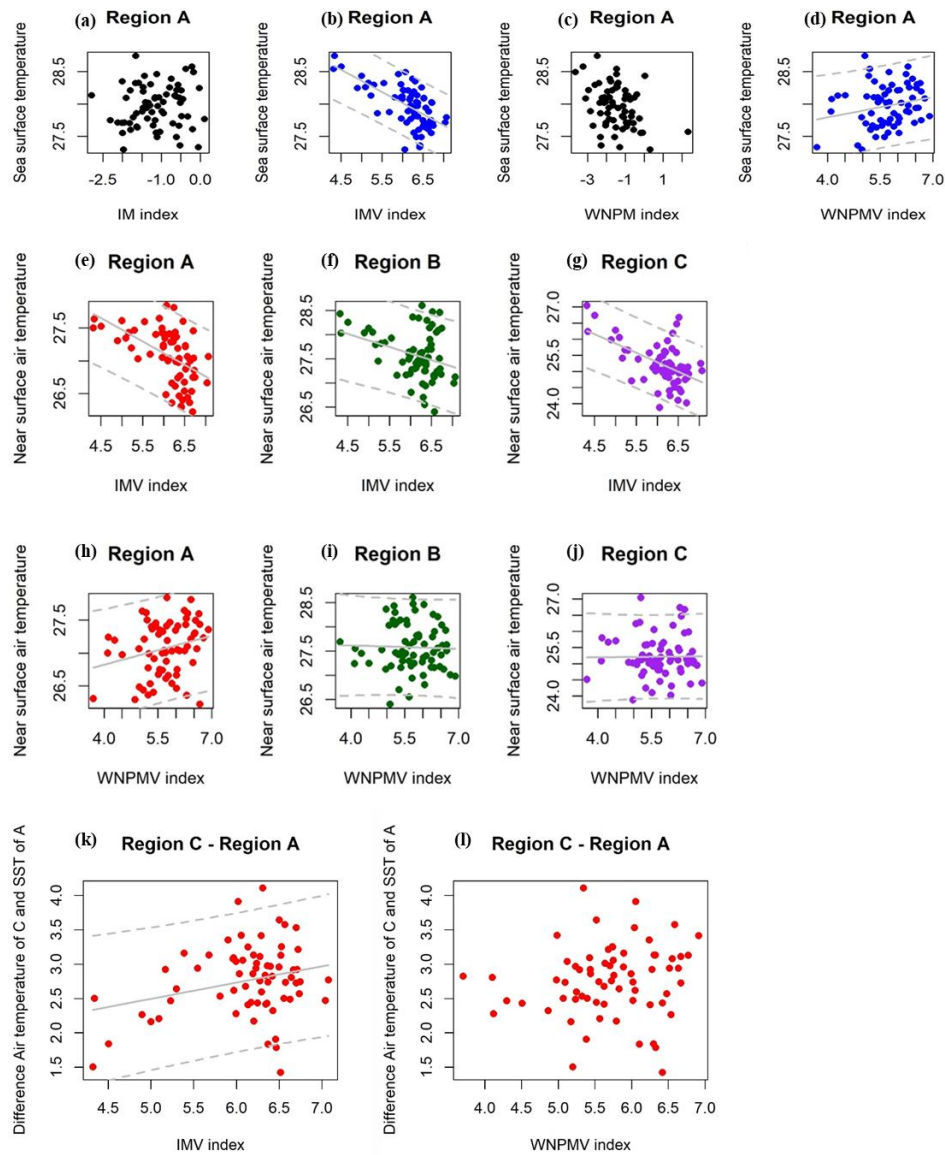 (a) Region A
Sea surface temperature
28.5
27.5
-2.5 -1.0 0.0
IM index
(b) Region A
Sea surface temperature
28.5
27.5
4.5 5.5 6.5
IMV index
(c) Region A
Sea surface temperature
28.5
27.5
-3 -1 1
WNPM index
(d) Region A
Sea surface temperature
28.5
27.5
4.0 5.5 7.0
WNPMV index
(e) Region A
Near surface air temperature
27.5
26.5
4.5 5.5 6.5
IMV index
(f) Region B
Near surface air temperature
28.5
27.5
26.5
4.5 5.5 6.5
IMV index
(g) Region C
Near surface air temperature
27.0
25.5
24.0
4.5 5.5 6.5
IMV index
(h) Region A
Near surface air temperature
27.5
26.5
4.0 5.5 7.0
WNPMV index
(i) Region B
Near surface air temperature
28.5
27.5
26.5
4.0 5.5 7.0
WNPMV index
(j) Region C
Near surface air temperature
27.0
25.5
24.0
4.0 5.5 7.0
WNPMV index
(k) Region C - Region A
Difference Air temperature of C and SST of A
4.0
3.5
3.0
2.5
2.0
1.5
4.5 5.0 5.5 6.0 6.5 7.0
IMV index
(l) Region C - Region A
Difference Air temperature of C and SST of A
4.0
3.5
3.0
2.5
2.0
1.5
4.0 4.5 5.0 5.5 6.0 6.5 7.0
WNPMV index